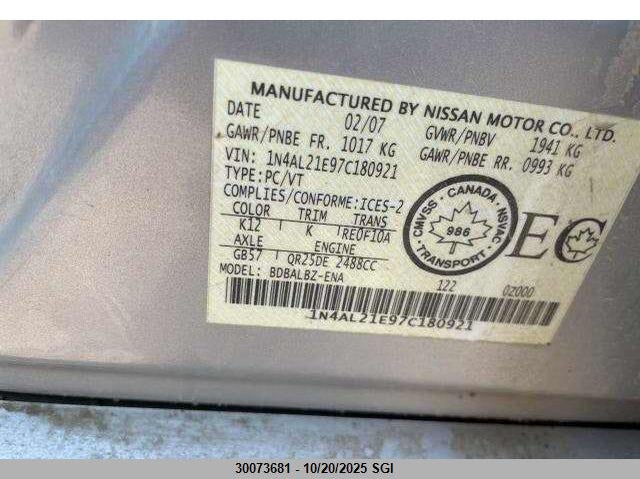 MANUFACTURED BY NISSAN MOTOR CO., LTD.
DATE 02/07 GVWR/PNBV 1941 KG
GAWR/PNBE FR. 1017 KG GAWR/PNBE RR. 0993 KG
VIN: 1N4AL21E97C180921
TYPE: PC/VT
COMPLIES/CONFORME: ICES-2
COLOR TRIM TRANS
K12 K RE0F10A
AXLE ENGINE
GB57 QR25DE 2488CC
MODEL: BDBALBZ-ENA 122 0Z000
CANADA
CMVSS NSVAC
986
EC
1N4AL21E97C180921
30073681 - 10/20/2025 SGI